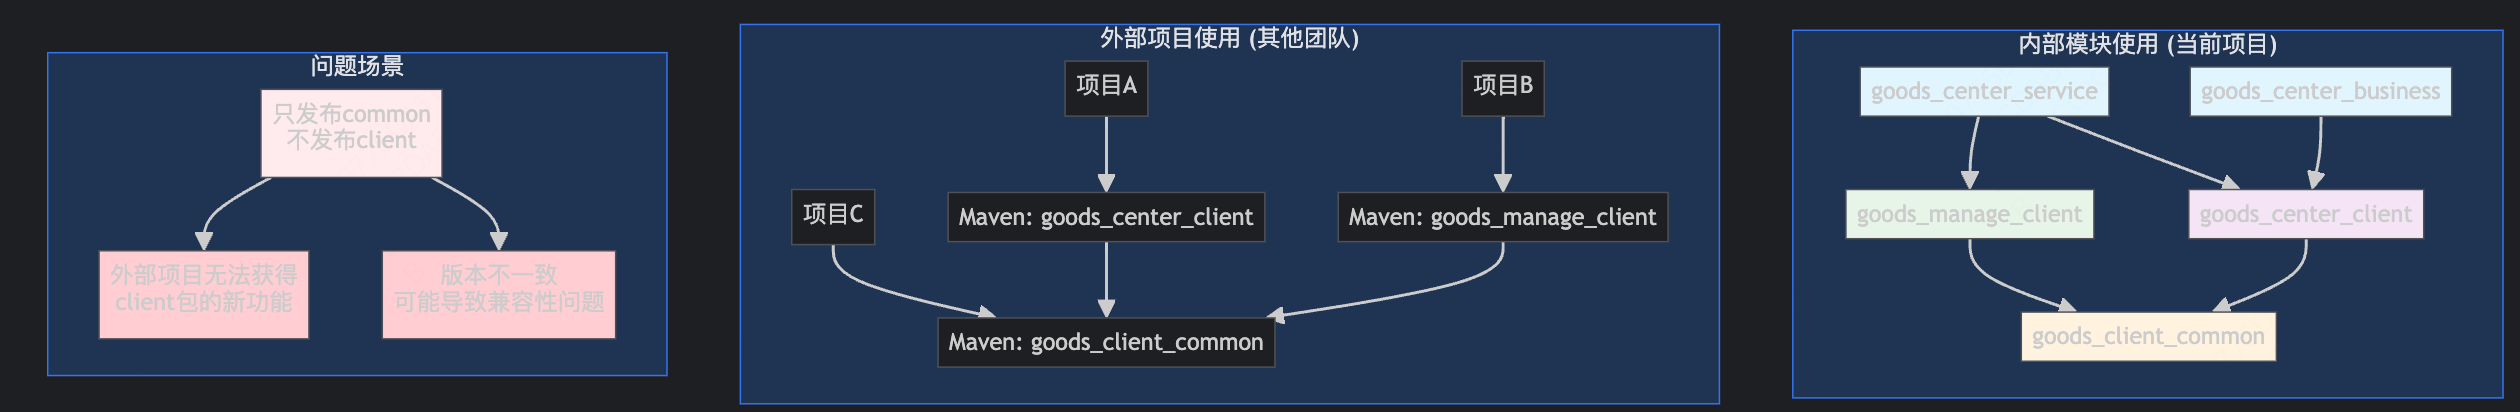 问题场景
只发布common
不发布client
外部项目无法获得
client包的新功能
版本不一致
可能导致兼容性问题
外部项目使用 (其他团队)
项目A
项目B
项目C
Maven: goods_center_client
Maven: goods_manage_client
Maven: goods_client_common
内部模块使用 (当前项目)
goods_center_service
goods_center_business
goods_manage_client
goods_center_client
goods_client_common